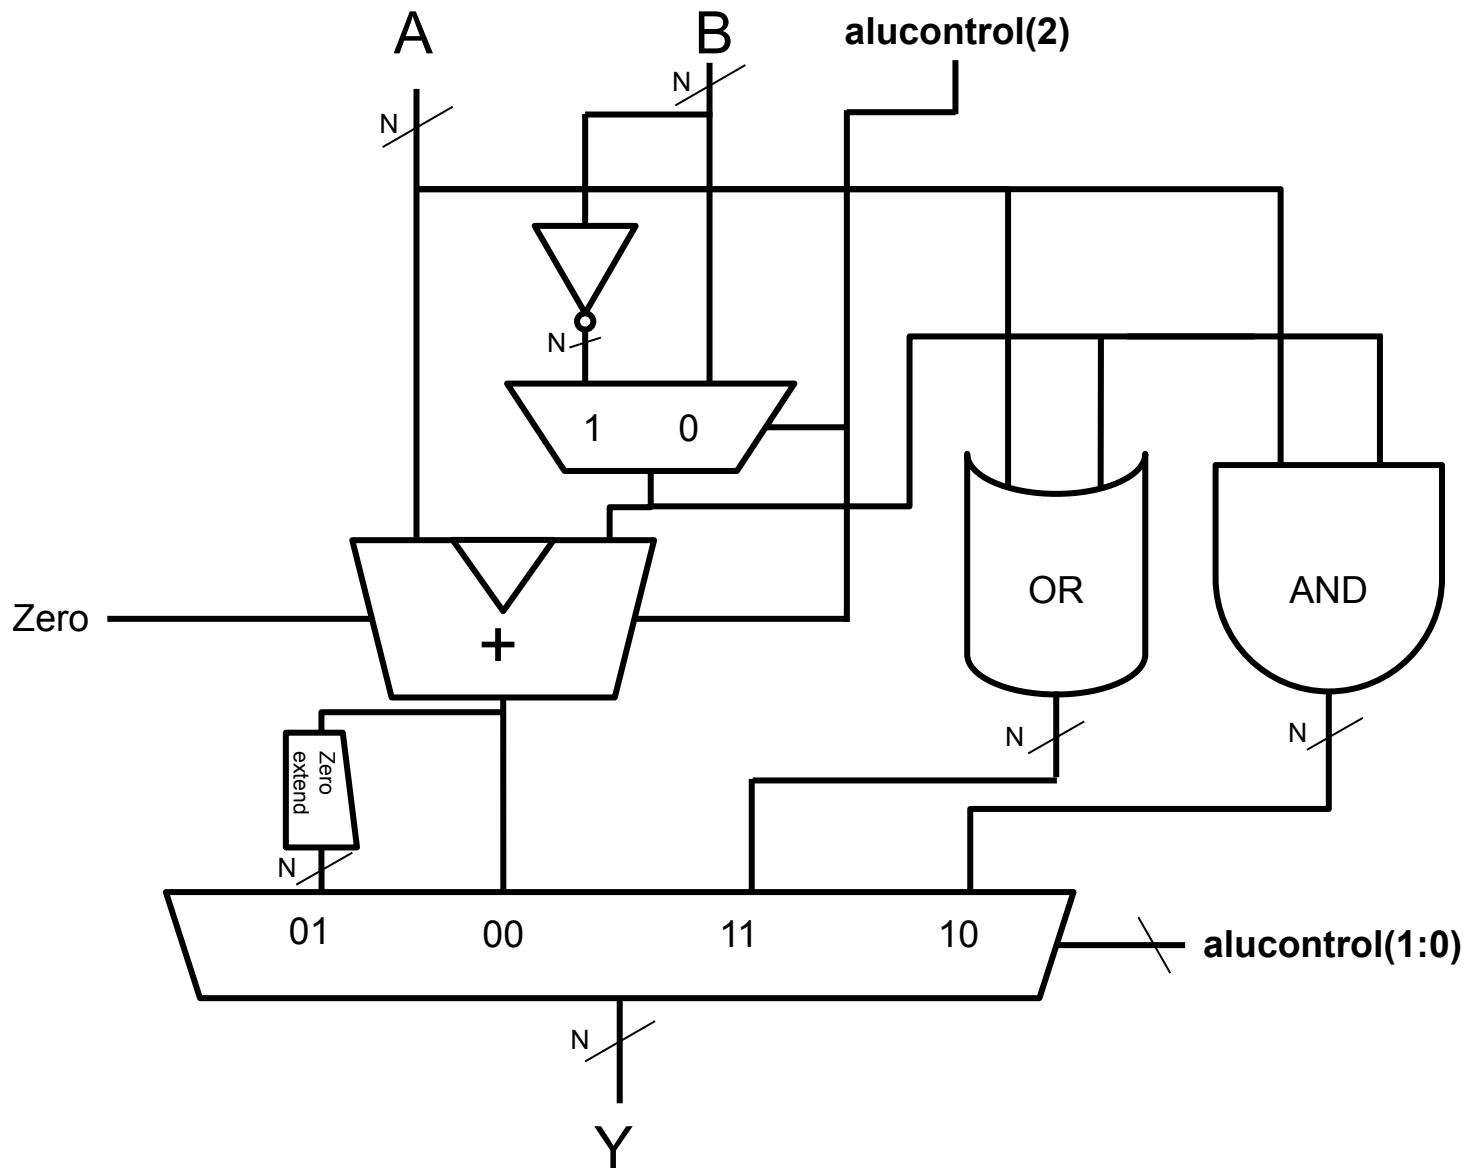 A
B
alucontrol(2)
N
N
N
1 0
Zero
+
OR
AND
Zero
extend
N
N
N
01 00 11 10
alucontrol(1:0)
N
Y